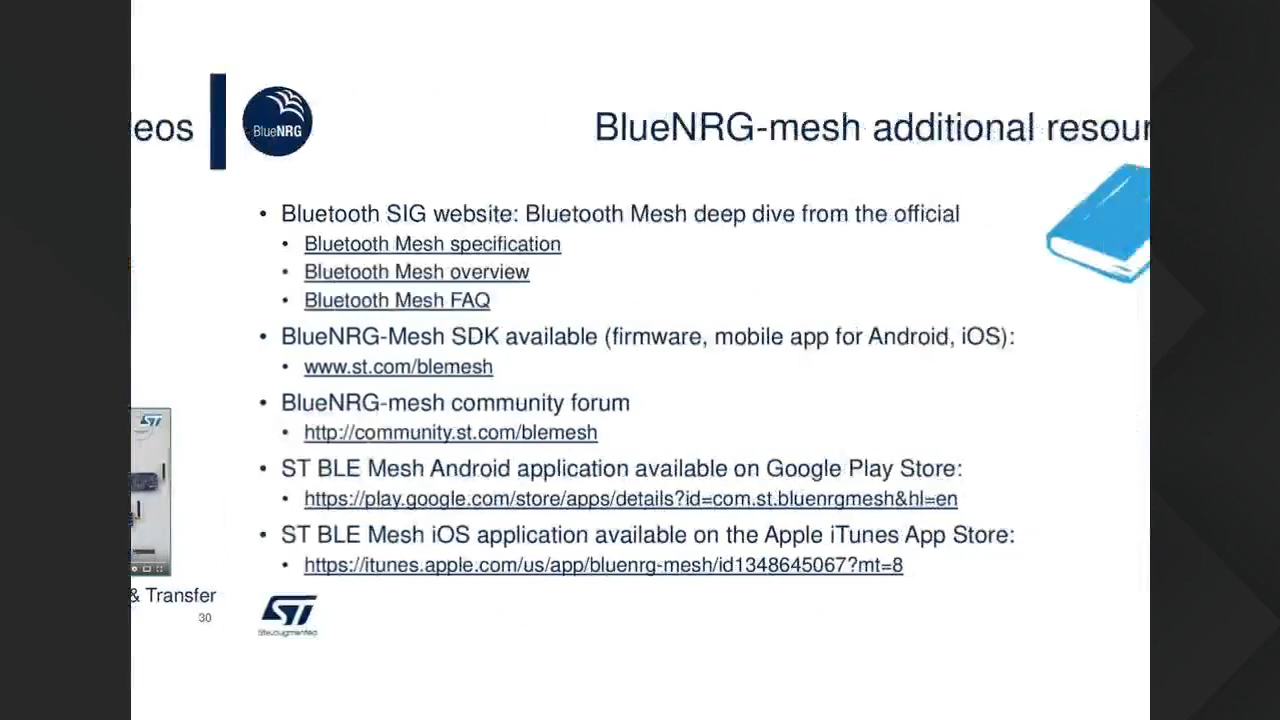 eos
BlueNRG
BlueNRG-mesh additional resour
• Bluetooth SIG website: Bluetooth Mesh deep dive from the official
• Bluetooth Mesh specification
• Bluetooth Mesh overview
• Bluetooth Mesh FAQ
• BlueNRG-Mesh SDK available (firmware, mobile app for Android, iOS):
• www.st.com/blemesh
• BlueNRG-mesh community forum
• http://community.st.com/blemesh
• ST BLE Mesh Android application available on Google Play Store:
• https://play.google.com/store/apps/details?id=com.st.bluenrgmesh&hl=en
• ST BLE Mesh iOS application available on the Apple iTunes App Store:
• https://itunes.apple.com/us/app/bluenrg-mesh/id1348645067?mt=8
ST
& Transfer
30
ST
life.augmented